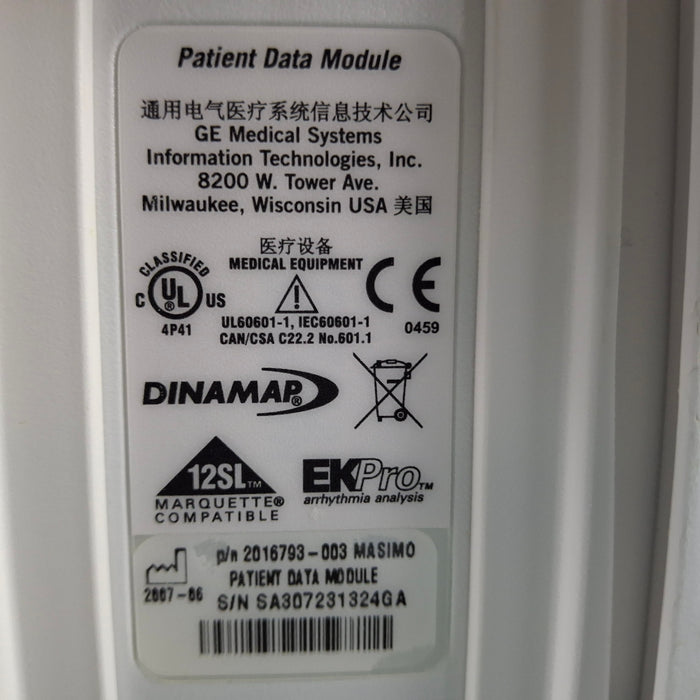 Patient Data Module
通用电气医疗系统信息技术公司
GE Medical Systems
Information Technologies, Inc.
8200 W. Tower Ave.
Milwaukee, Wisconsin USA 美国
医疗设备
MEDICAL EQUIPMENT
CLASSIFIED
C UL® US
4P41
UL60601-1, IEC60601-1
CAN/CSA C22.2 No.601.1
CE
0459
DINAMAP®
12SL™
MARQUETTE®
COMPATIBLE
EKPro™
arrhythmia analysis
p/n 2016793-003 MASIMO
PATIENT DATA MODULE
2007-06
S/N SA307231324GA